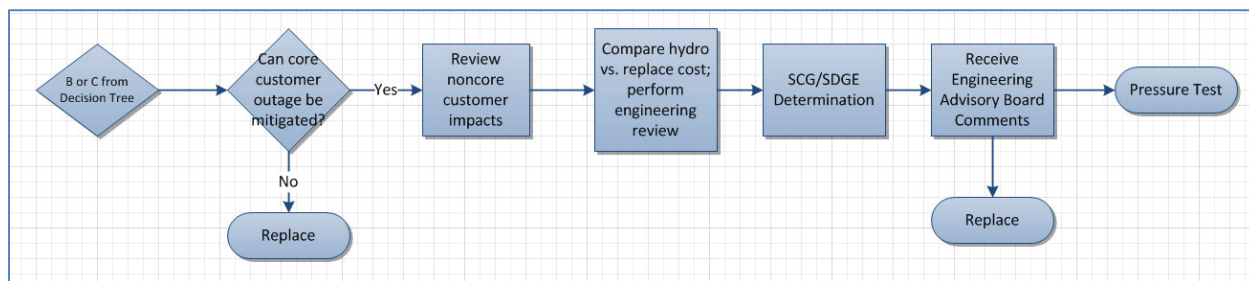 B or C from
Decision Tree
Can core
customer
outage be
mitigated?
Yes
No
Replace
Review
noncore
customer
impacts
Compare hydro
vs. replace cost;
perform
engineering
review
SCG/SDGE
Determination
Receive
Engineering
Advisory Board
Comments
Pressure Test
Replace